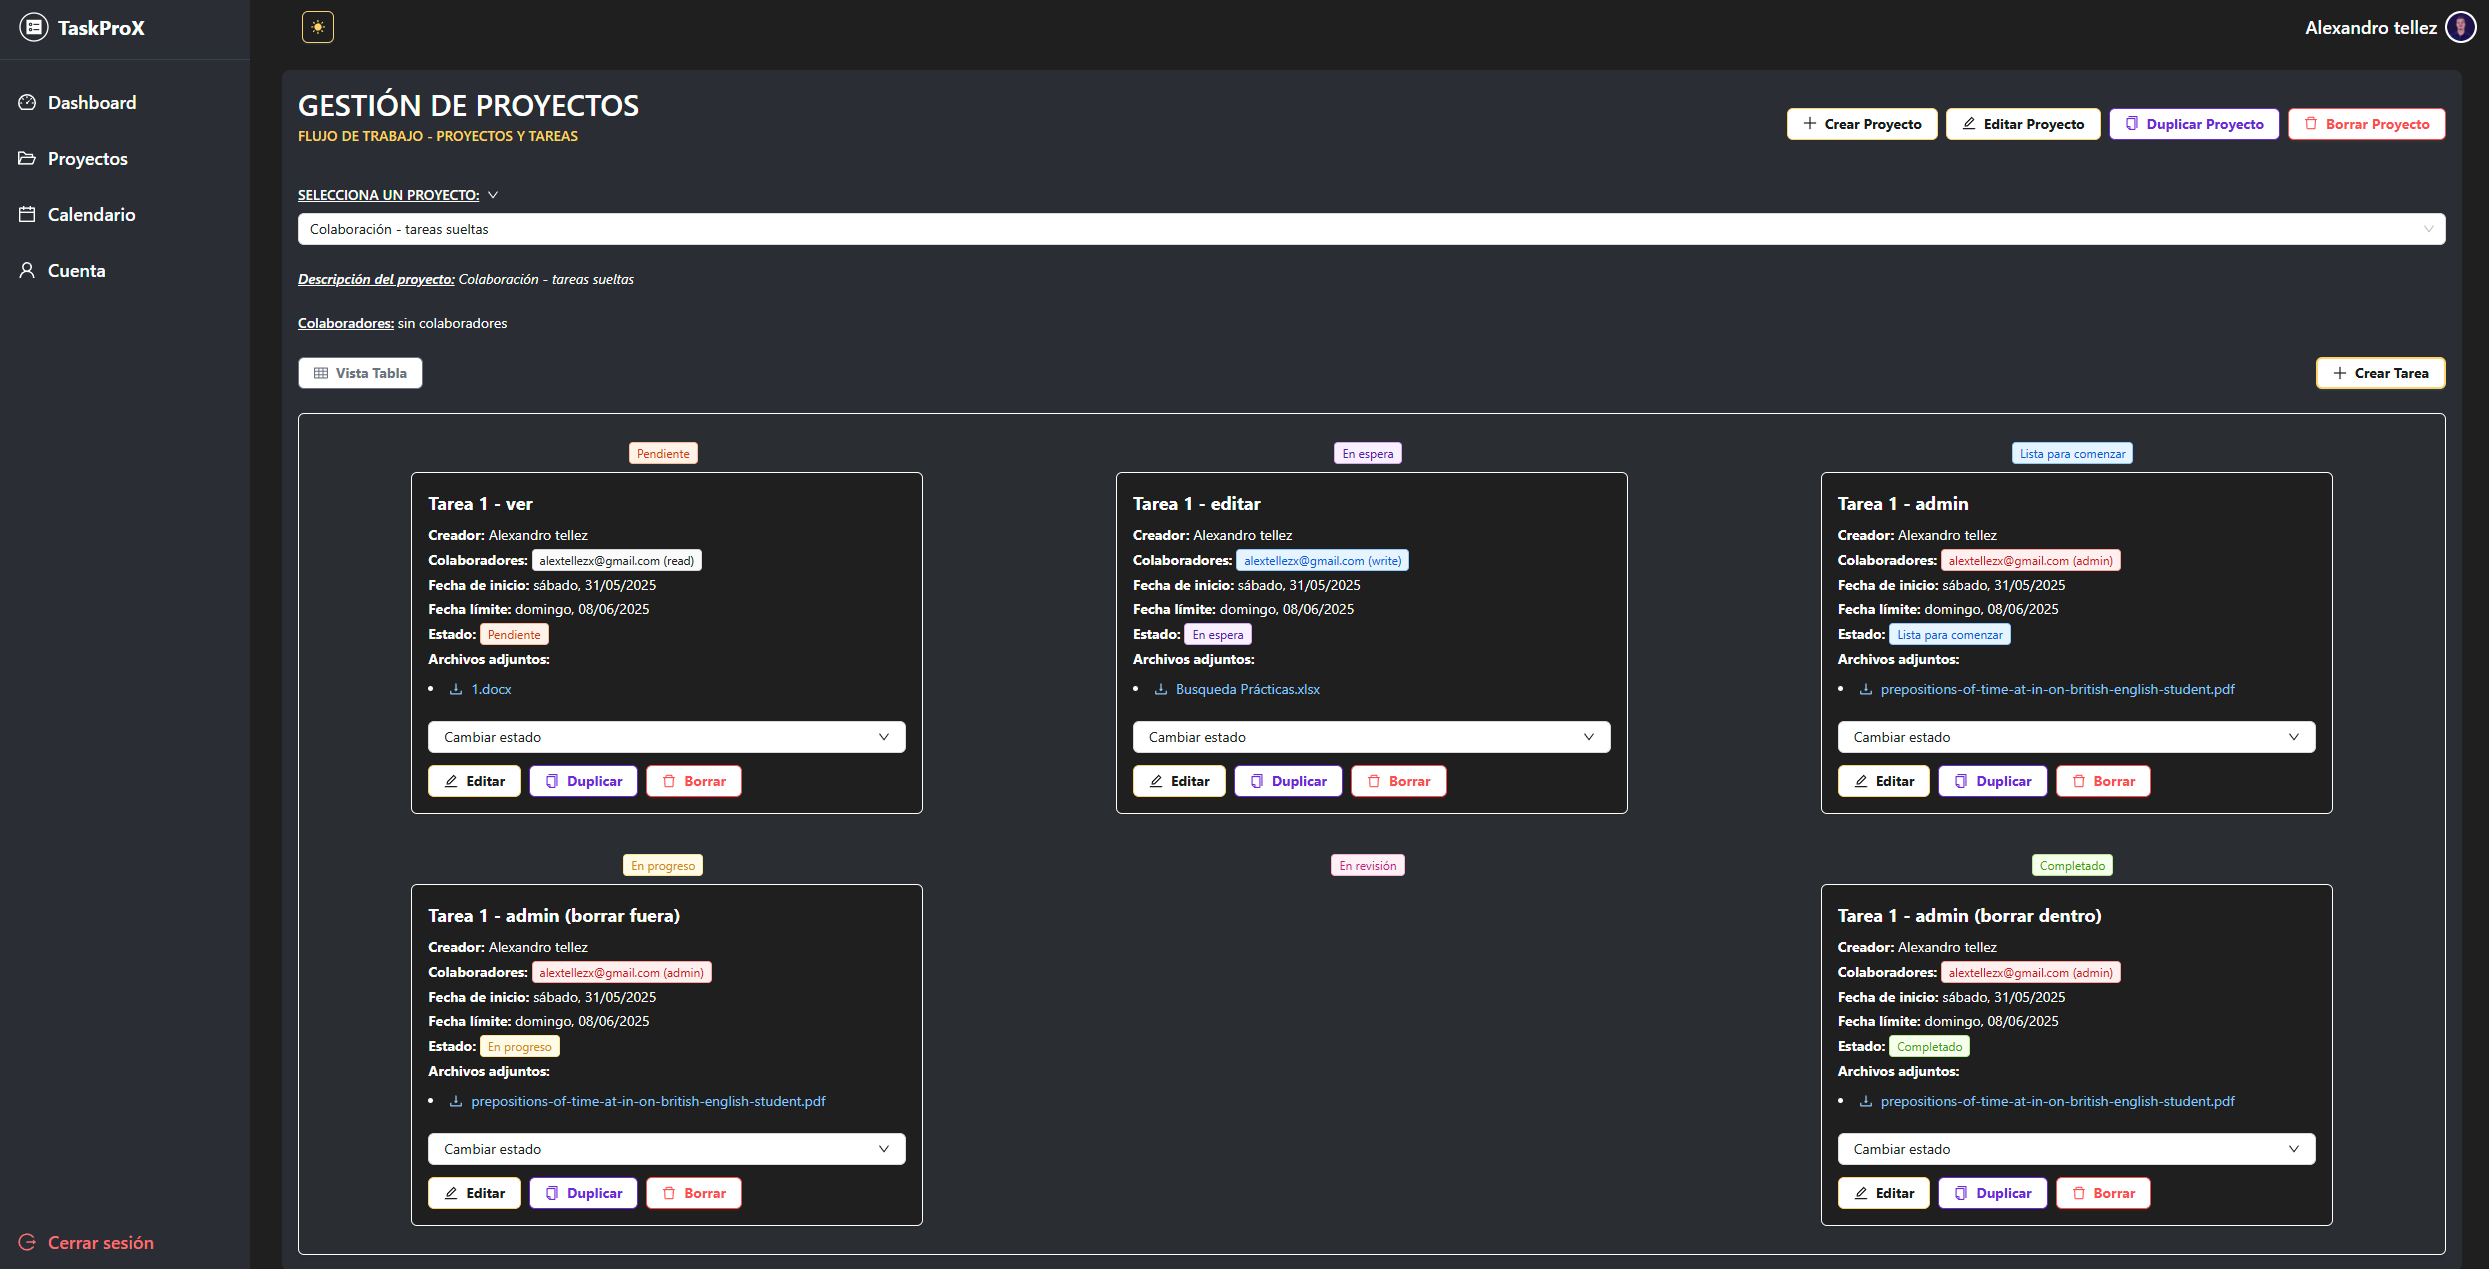 TaskProX
Dashboard
Proyectos
Calendario
Cuenta
Cerrar sesión
Alexandro tellez
GESTIÓN DE PROYECTOS
FLUJO DE TRABAJO - PROYECTOS Y TAREAS
Crear Proyecto
Editar Proyecto
Duplicar Proyecto
Borrar Proyecto
SELECCIONA UN PROYECTO:
Colaboración - tareas sueltas
Descripción del proyecto: Colaboración - tareas sueltas
Colaboradores: sin colaboradores
Vista Tabla
Crear Tarea
Pendiente
Tarea 1 - ver
Creador: Alexandro tellez
Colaboradores: alextellezx@gmail.com (read)
Fecha de inicio: sábado, 31/05/2025
Fecha límite: domingo, 08/06/2025
Estado: Pendiente
Archivos adjuntos:
1.docx
Cambiar estado
Editar
Duplicar
Borrar
En espera
Tarea 1 - editar
Creador: Alexandro tellez
Colaboradores: alextellezx@gmail.com (write)
Fecha de inicio: sábado, 31/05/2025
Fecha límite: domingo, 08/06/2025
Estado: En espera
Archivos adjuntos:
Busqueda Prácticas.xlsx
Cambiar estado
Editar
Duplicar
Borrar
Lista para comenzar
Tarea 1 - admin
Creador: Alexandro tellez
Colaboradores: alextellezx@gmail.com (admin)
Fecha de inicio: sábado, 31/05/2025
Fecha límite: domingo, 08/06/2025
Estado: Lista para comenzar
Archivos adjuntos:
prepositions-of-time-at-in-on-british-english-student.pdf
Cambiar estado
Editar
Duplicar
Borrar
En progreso
Tarea 1 - admin (borrar fuera)
Creador: Alexandro tellez
Colaboradores: alextellezx@gmail.com (admin)
Fecha de inicio: sábado, 31/05/2025
Fecha límite: domingo, 08/06/2025
Estado: En progreso
Archivos adjuntos:
prepositions-of-time-at-in-on-british-english-student.pdf
Cambiar estado
Editar
Duplicar
Borrar
En revisión
Completado
Tarea 1 - admin (borrar dentro)
Creador: Alexandro tellez
Colaboradores: alextellezx@gmail.com (admin)
Fecha de inicio: sábado, 31/05/2025
Fecha límite: domingo, 08/06/2025
Estado: Completado
Archivos adjuntos:
prepositions-of-time-at-in-on-british-english-student.pdf
Cambiar estado
Editar
Duplicar
Borrar